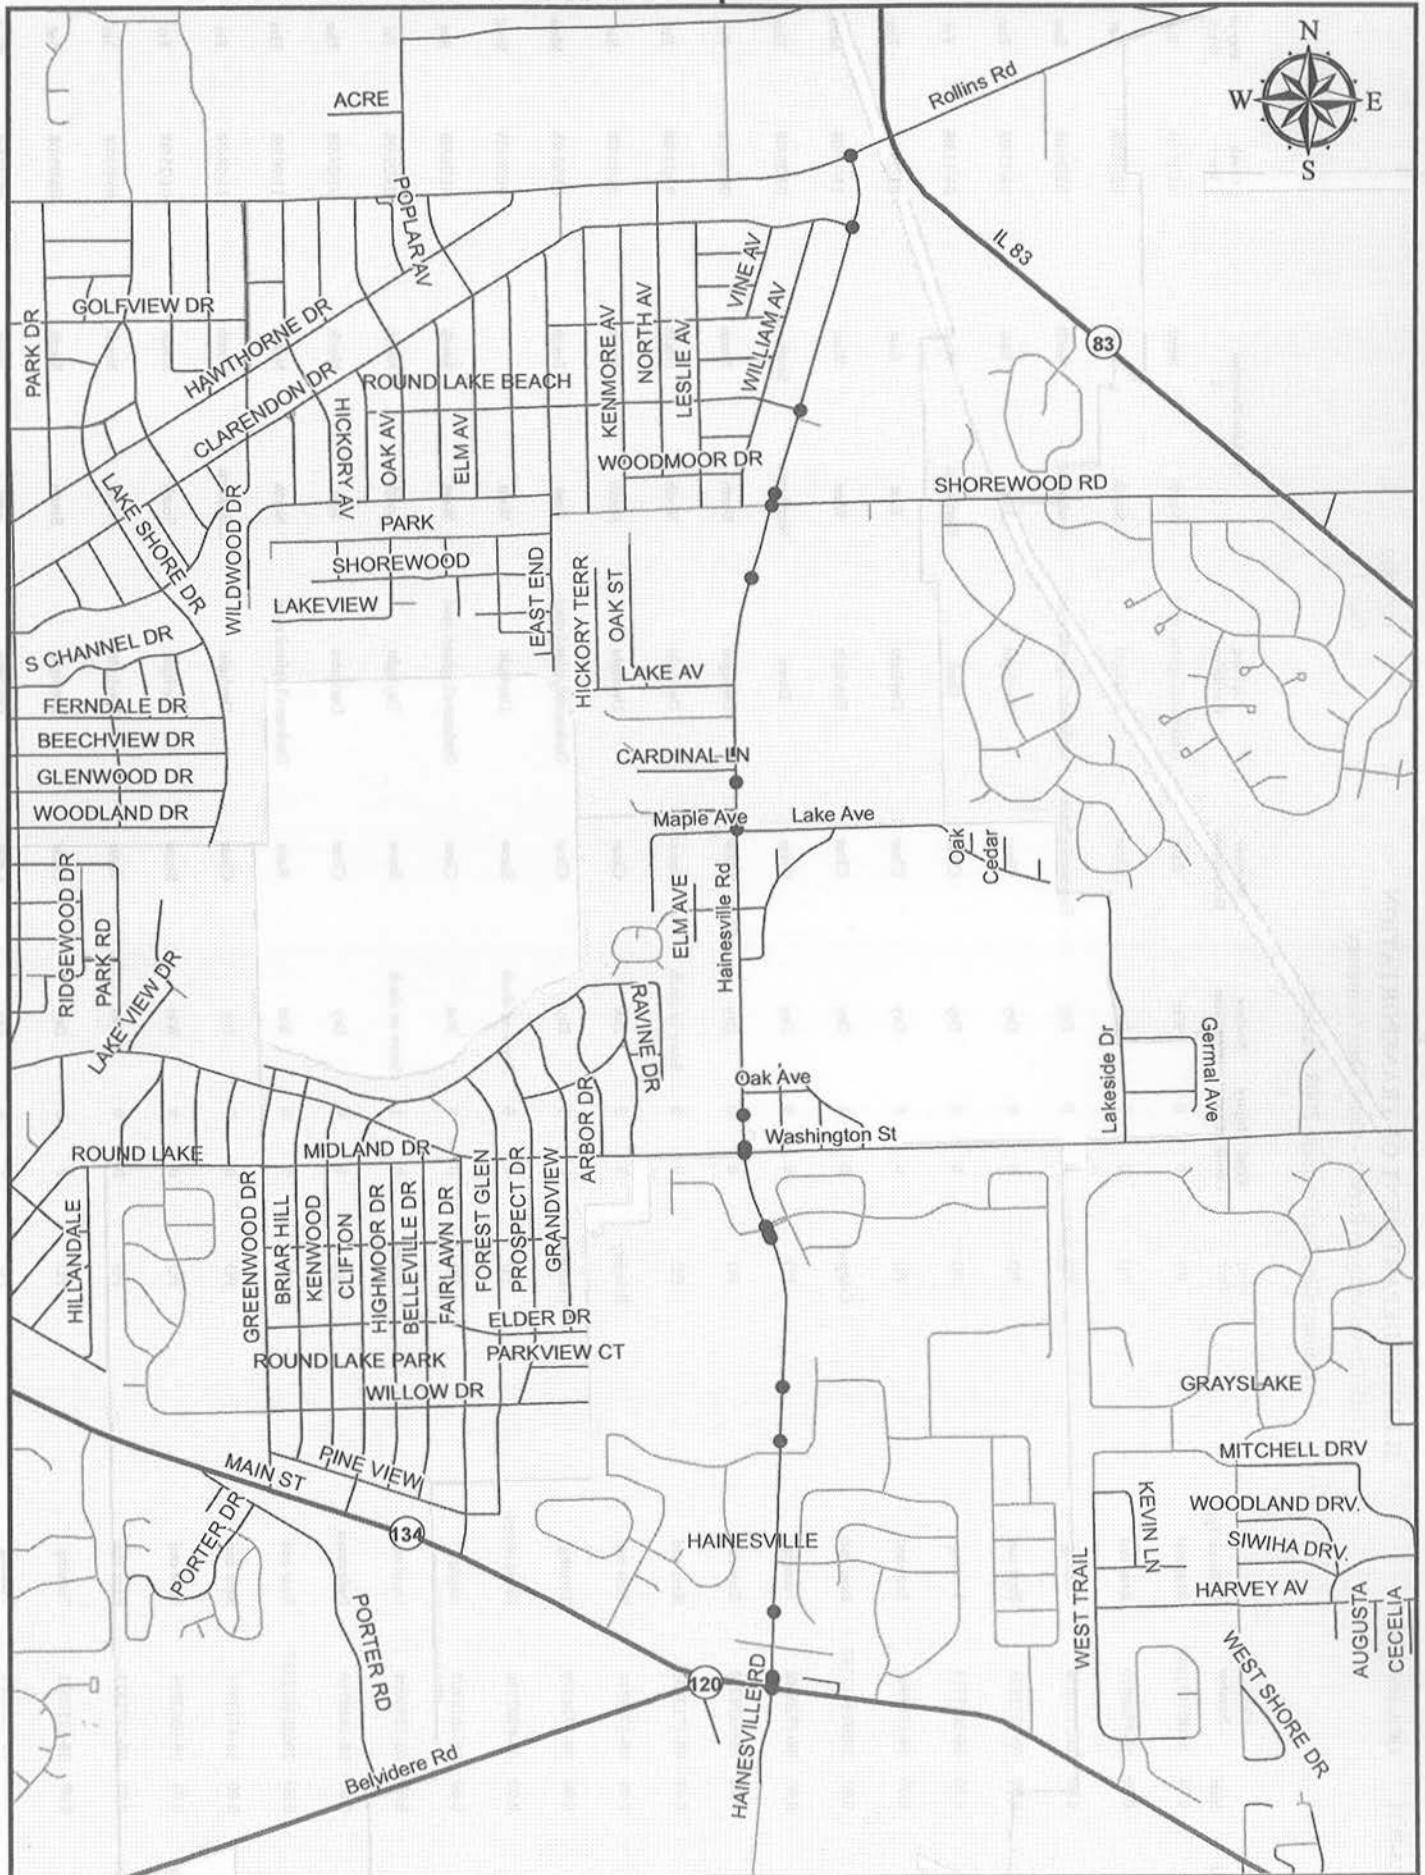 N
W E
S
Rollins Rd
ACRE
POPLAR AV
IL 83
83
GOLFVIEW DR
PARK DR
HAWTHORNE DR
CLARENDON DR
ROUND LAKE BEACH
HICKORY AV
OAK AV
ELM AV
KENMORE AV
NORTH AV
LESLIE AV
VINE AV
WILLIAM AV
WOODMOOR DR
SHOREWOOD RD
LAKE SHORE DR
WILDWOOD DR
PARK
SHOREWOOD
LAKEVIEW
EAST END
HICKORY TERR
OAK ST
LAKE AV
S CHANNEL DR
FERNDALE DR
BEECHVIEW DR
GLENWOOD DR
WOODLAND DR
CARDINAL LN
Maple Ave
Lake Ave
Oak
Cedar
Hainesville Rd
ELM AVE
RIDGEWOOD DR
PARK RD
LAKE VIEW DR
RAVINE DR
Oak Ave
Washington St
Lakeside Dr
Germal Ave
ROUND LAKE
MIDLAND DR
ARBOR DR
HILLANDALE
GREENWOOD DR
BRIAR HILL
KENWOOD
CLIFTON
HIGHMOOR DR
BELLEVILLE DR
FAIRLAWN DR
FOREST GLEN
PROSPECT DR
GRANDVIEW
ELDER DR
PARKVIEW CT
ROUND LAKE PARK
WILLOW DR
GRAYSLAKE
MAIN ST
PINE VIEW
134
PORTER DR
PORTER RD
HAINESVILLE
MITCHELL DRV
WOODLAND DRV.
SIWIHA DRV.
HARVEY AV
KEVIN LN
WEST TRAIL
AUGUSTA
CECELIA
WEST SHORE DR
120
HAINESVILLE RD
Belvidere Rd